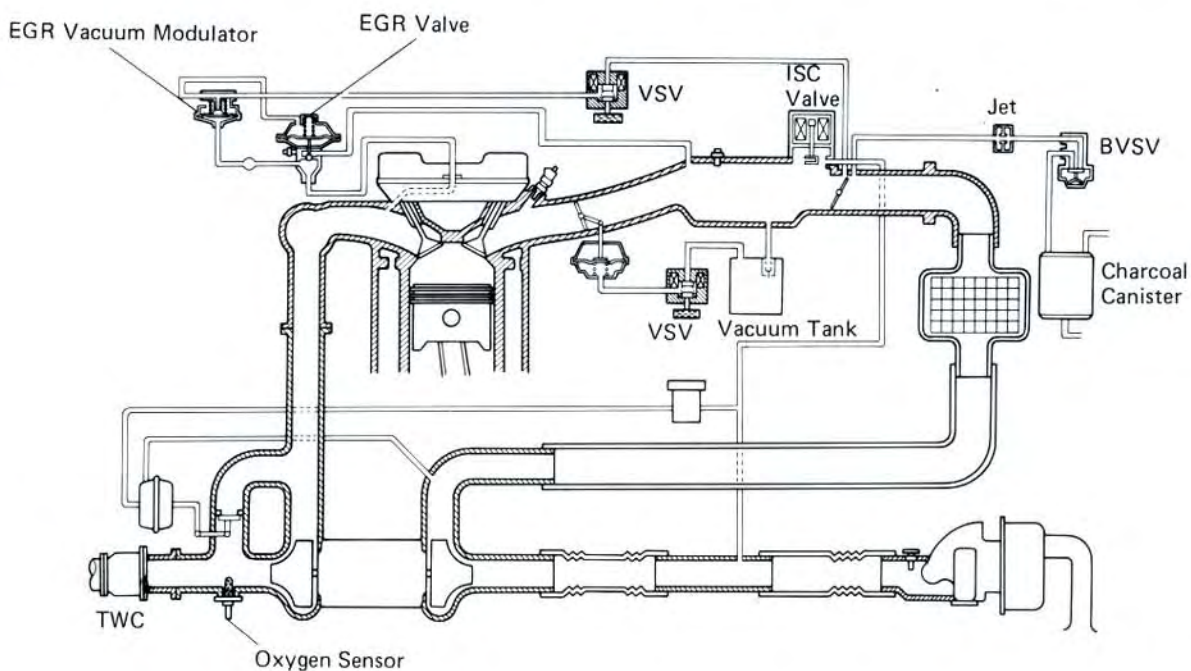 EGR Vacuum Modulator
EGR Valve
VSV
ISC
Valve
Jet
BVSV
Charcoal
Canister
VSV
Vacuum Tank
TWC
Oxygen Sensor